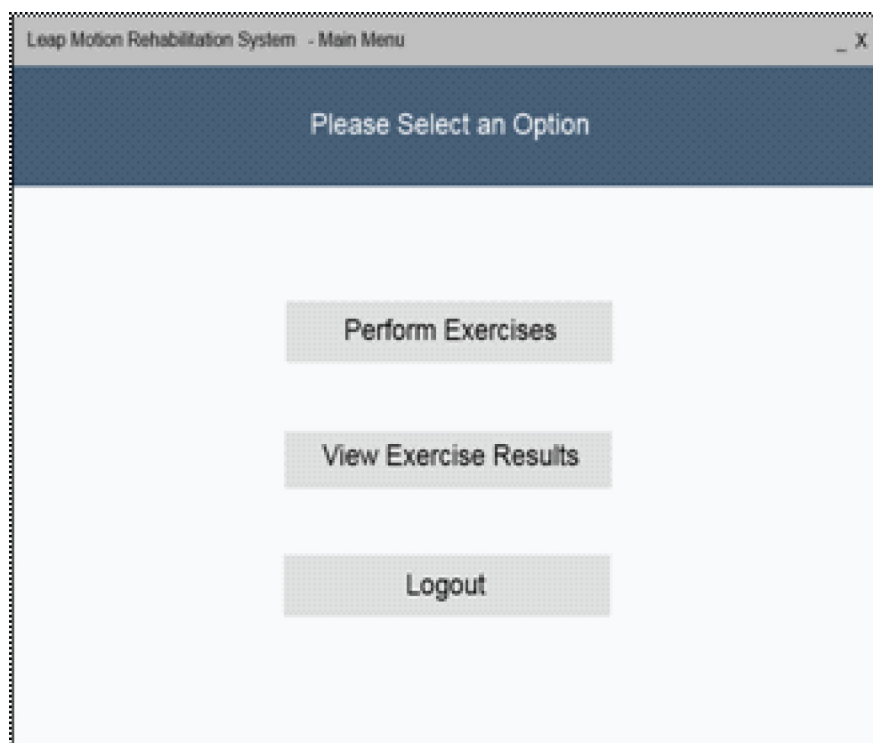 Leap Motion Rehabilitation System - Main Menu _ X
Please Select an Option
Perform Exercises
View Exercise Results
Logout